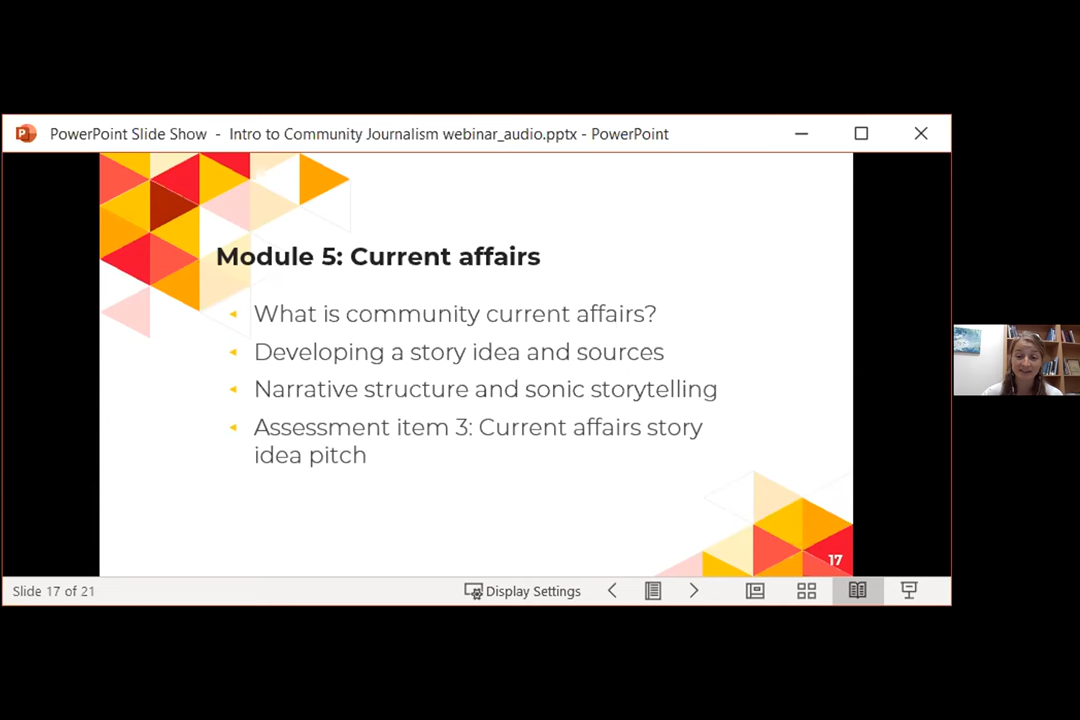 PowerPoint Slide Show - Intro to Community Journalism webinar_audio.pptx - PowerPoint
Module 5: Current affairs
What is community current affairs?
Developing a story idea and sources
Narrative structure and sonic storytelling
Assessment item 3: Current affairs story
idea pitch
17
Slide 17 of 21
Display Settings